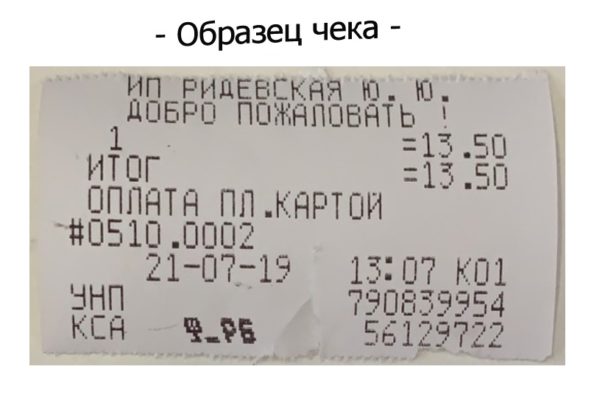 - Образец чека -
ИП РИДЕВСКАЯ Ю. Ю.
ДОБРО ПОЖАЛОВАТЬ !
1 =13.50
ИТОГ =13.50
ОПЛАТА ПЛ.КАРТОЙ
#0510.0002
21-07-19 13:07 К01
УНП 790839954
КСА 56129722